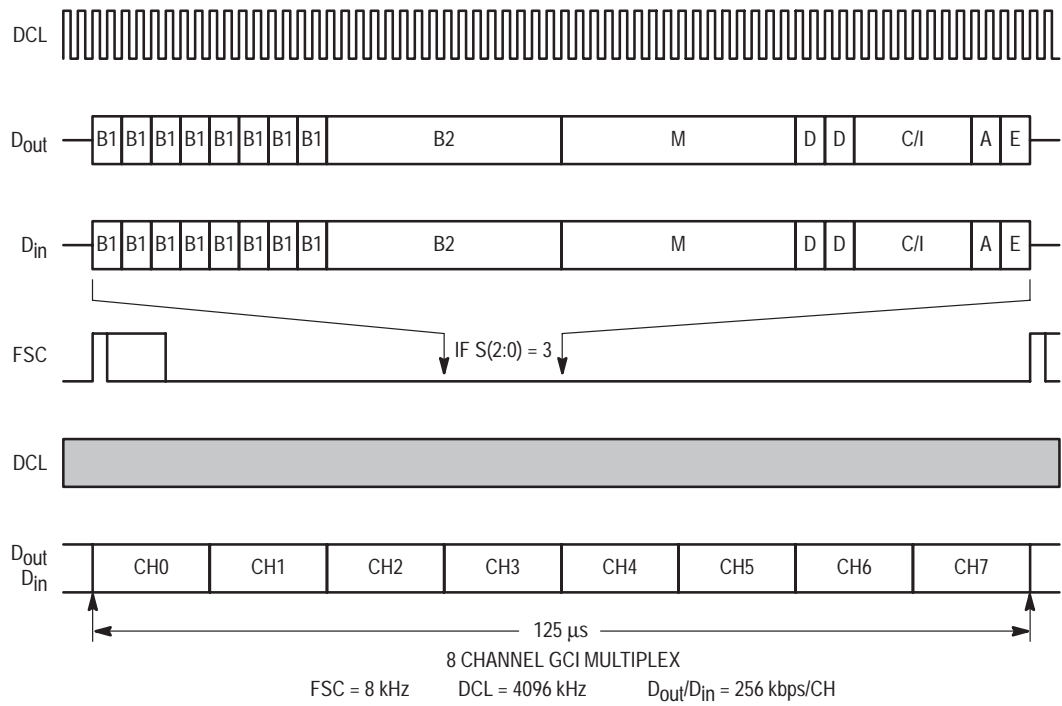 DCL
Dout B1 B1 B1 B1 B1 B1 B1 B1 B2 M D D C/I A E
Din B1 B1 B1 B1 B1 B1 B1 B1 B2 M D D C/I A E
FSC IF S(2:0) = 3
DCL
Dout
Din CH0 CH1 CH2 CH3 CH4 CH5 CH6 CH7
125 μs
8 CHANNEL GCI MULTIPLEX
FSC = 8 kHz DCL = 4096 kHz Dout/Din = 256 kbps/CH